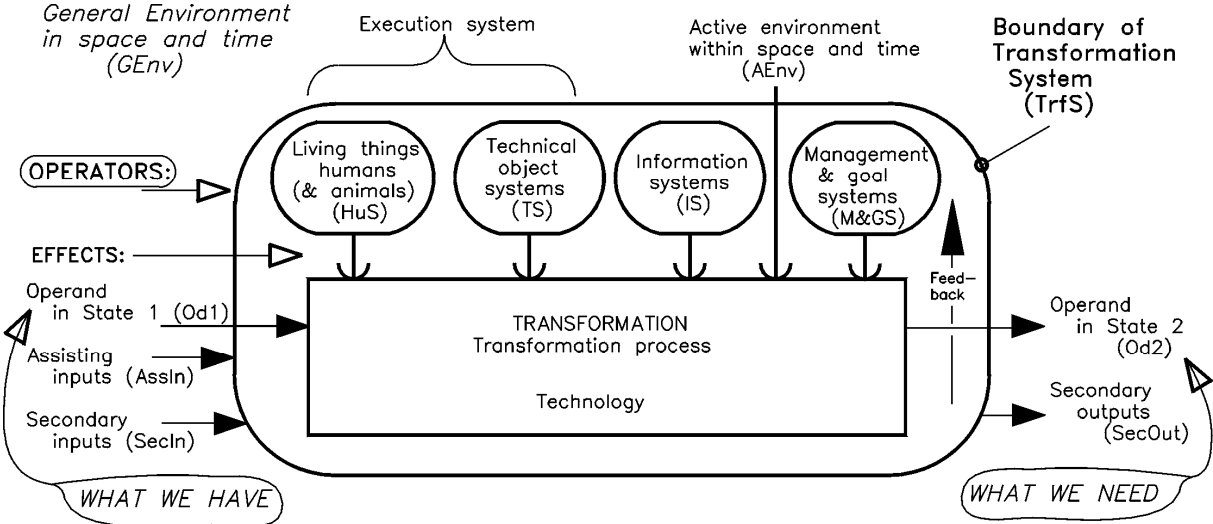 General Environment
in space and time
(GEnv)
Execution system
Active environment
within space and time
(AEnv)
Boundary of
Transformation
System
(TrfS)
OPERATORS:
Living things
humans
(& animals)
(HuS)
Technical
object
systems
(TS)
Information
systems
(IS)
Management
& goal
systems
(M&GS)
EFFECTS:
Feed-
back
Operand
in State 1 (Od1)
Assisting
inputs (AssIn)
Secondary
inputs (SecIn)
TRANSFORMATION
Transformation process
Technology
Operand
in State 2
(Od2)
Secondary
outputs
(SecOut)
WHAT WE HAVE
WHAT WE NEED